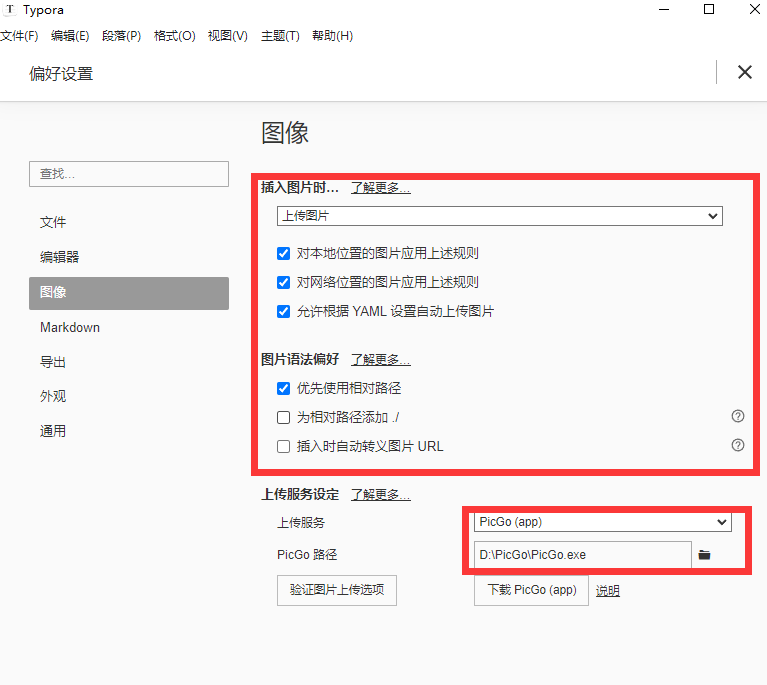 T Typora
文件(F) 编辑(E) 段落(P) 格式(O) 视图(V) 主题(T) 帮助(H)
偏好设置
图像
查找...
文件
编辑器
图像
Markdown
导出
外观
通用
插入图片时... 了解更多...
上传图片
对本地位置的图片应用上述规则
对网络位置的图片应用上述规则
允许根据 YAML 设置自动上传图片
图片语法偏好 了解更多...
优先使用相对路径
为相对路径添加 ./
插入时自动转义图片 URL
上传服务设定 了解更多...
上传服务 PicGo (app)
PicGo 路径 D:\PicGo\PicGo.exe
验证图片上传选项 下载 PicGo (app) 说明